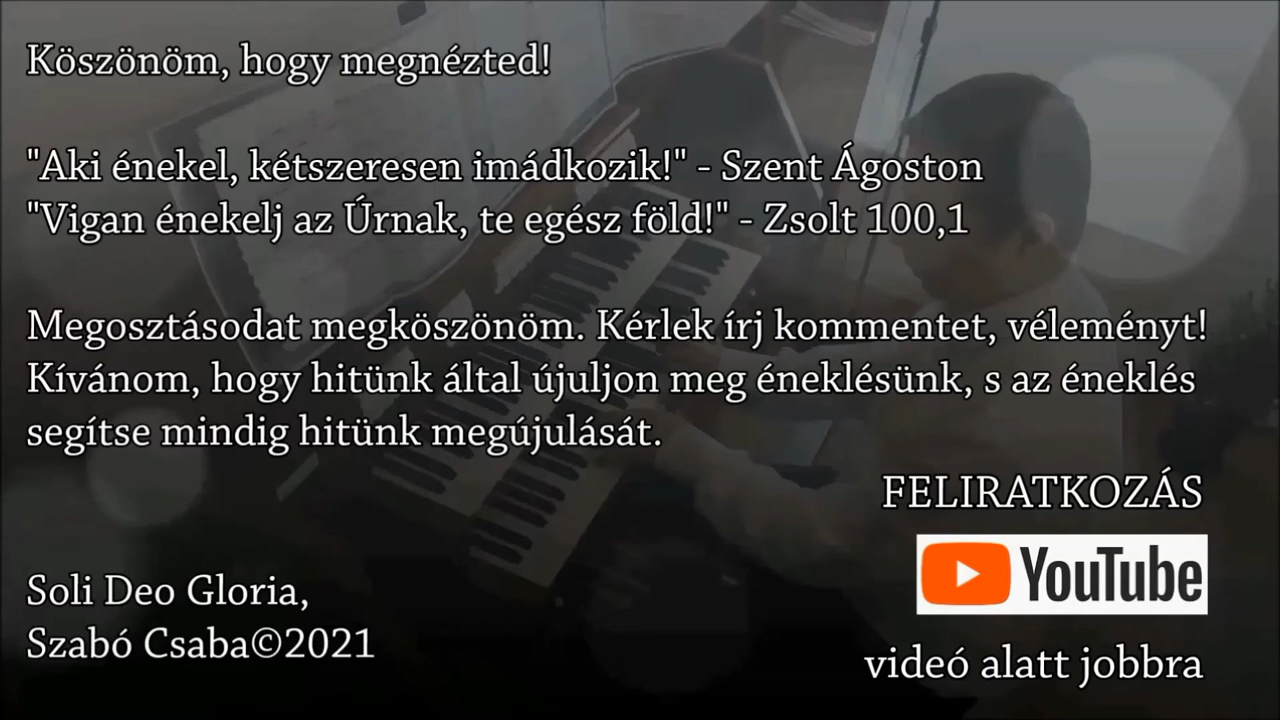 Köszönöm, hogy megnézted!
"Aki énekel, kétszeresen imádkozik!" - Szent Ágoston
"Vigan énekelj az Úrnak, te egész föld!" - Zsolt 100,1
Megosztásodat megköszönöm. Kérlek írj kommentet, véleményt!
Kívánom, hogy hitünk által újuljon meg éneklésünk, s az éneklés
segítse mindig hitünk megújulását.
FELIRATKOZÁS
YouTube
Soli Deo Gloria,
Szabó Csaba©2021
videó alatt jobbra